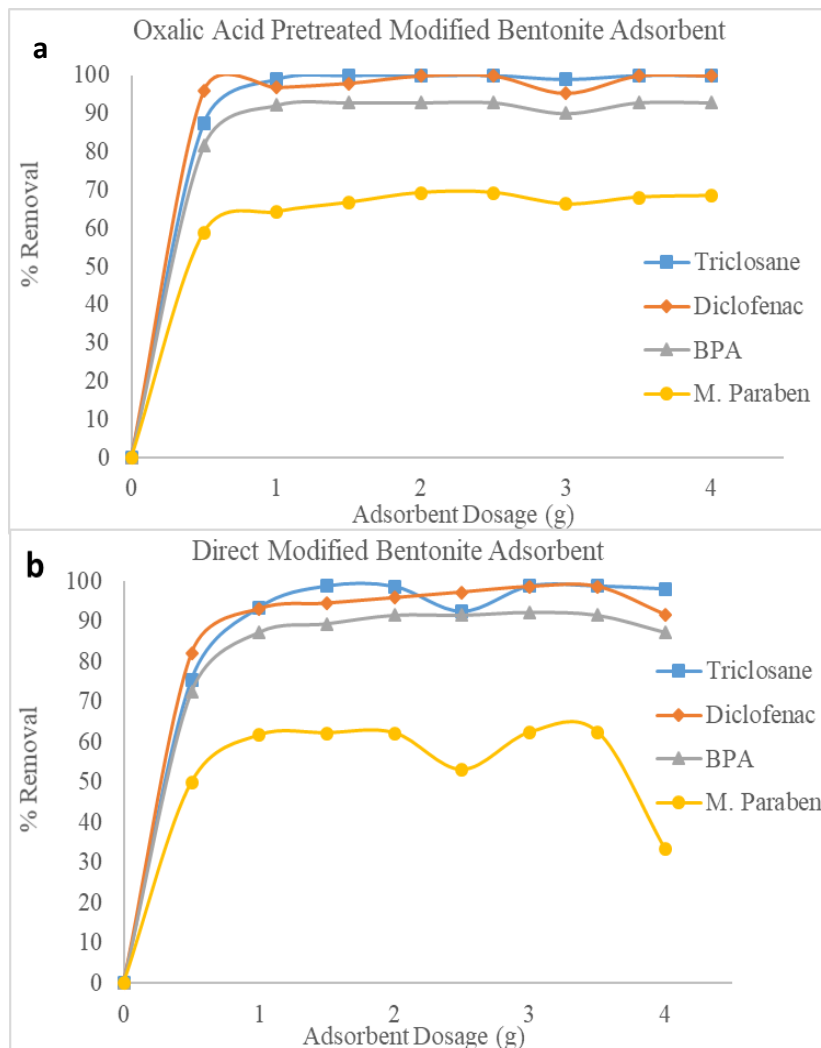 a
Oxalic Acid Pretreated Modified Bentonite Adsorbent
% Removal
100
90
80
70
60
50
40
30
20
10
0
0 1 2 3 4
Adsorbent Dosage (g)
Triclosane
Diclofenac
BPA
M. Paraben
b
Direct Modified Bentonite Adsorbent
% Removal
100
90
80
70
60
50
40
30
20
10
0
0 1 2 3 4
Adsorbent Dosage (g)
Triclosane
Diclofenac
BPA
M. Paraben